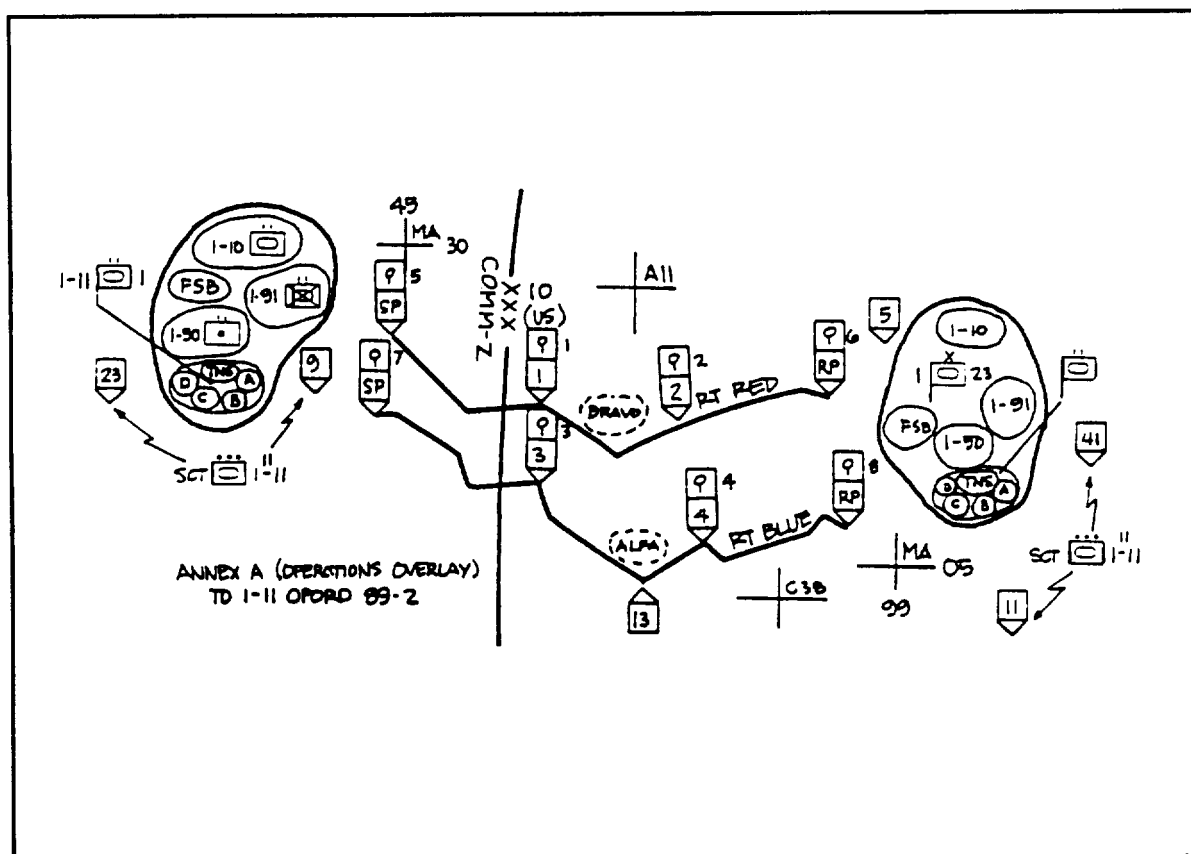 1-10
FSB
1-91
1-50
TNS
D
A
C
B
1-11
1
23
9
SCT
1-11
45
MA
30
5
SP
7
SP
COMM-Z
XXX
10
(US)
1
1
3
3
BRAVO
2
2
RT RED
6
RP
A11
ALFA
4
4
RT BLUE
8
RP
13
C3B
MA
05
99
5
1-10
1
X
23
1-91
FSB
1-50
TNS
D
A
C
B
41
SCT
1-11
11
ANNEX A (OPERATIONS OVERLAY)
TO 1-11 OPORD 89-2